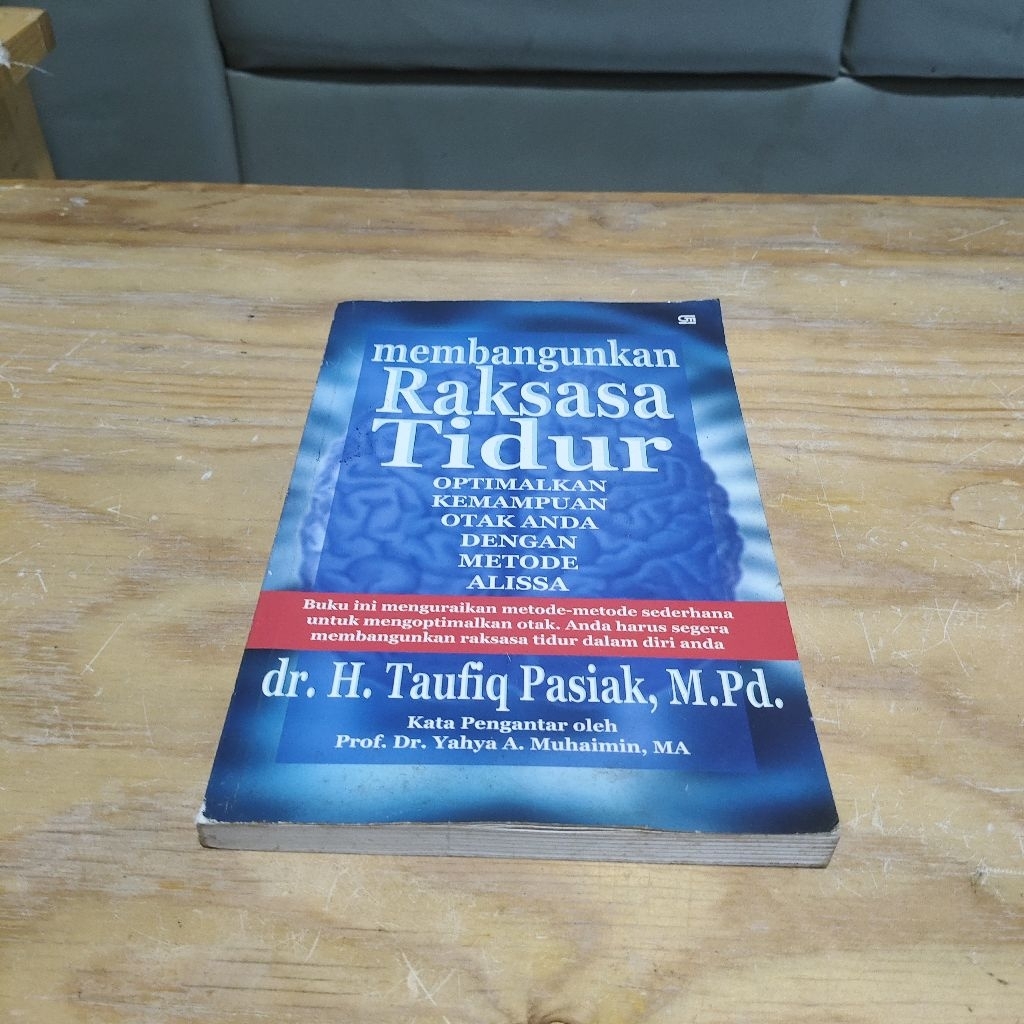 membangunkan
Raksasa
Tidur
OPTIMALKAN
KEMAMPUAN
OTAK ANDA
DENGAN
METODE
ALISSA
Buku ini menguraikan metode-metode sederhana
untuk mengoptimalkan otak. Anda harus segera
membangunkan raksasa tidur dalam diri anda
dr. H. Taufiq Pasiak, M.Pd.
Kata Pengantar oleh
Prof. Dr. Yahya A. Muhaimin, MA